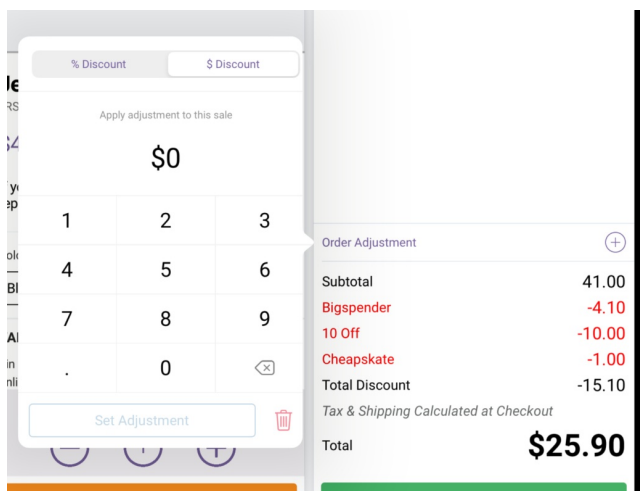 % Discount $ Discount
Apply adjustment to this sale
$0
1 2 3
4 5 6
7 8 9
. 0
Set Adjustment
Order Adjustment
Subtotal 41.00
Bigspender -4.10
10 Off -10.00
Cheapskate -1.00
Total Discount -15.10
Tax & Shipping Calculated at Checkout
Total $25.90